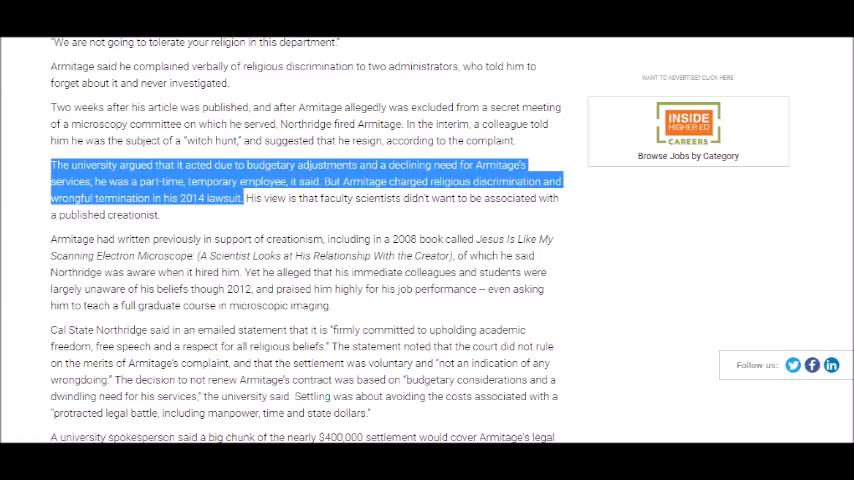 "We are not going to tolerate your religion in this department."
Armitage said he complained verbally of religious discrimination to two administrators, who told him to
forget about it and never investigated.
WANT TO ADVERTISE? CLICK HERE
Two weeks after his article was published, and after Armitage allegedly was excluded from a secret meeting
of a microscopy committee on which he served, Northridge fired Armitage. In the interim, a colleague told
him he was the subject of a "witch hunt," and suggested that he resign, according to the complaint.
INSIDE
HIGHER ED
CAREERS
Browse Jobs by Category
The university argued that it acted due to budgetary adjustments and a declining need for Armitage's
services; he was a part-time, temporary employee, it said. But Armitage charged religious discrimination and
wrongful termination in his 2014 lawsuit. His view is that faculty scientists didn't want to be associated with
a published creationist.
Armitage had written previously in support of creationism, including in a 2008 book called Jesus Is Like My
Scanning Electron Microscope: (A Scientist Looks at His Relationship With the Creator), of which he said
Northridge was aware when it hired him. Yet he alleged that his immediate colleagues and students were
largely unaware of his beliefs though 2012, and praised him highly for his job performance -- even asking
him to teach a full graduate course in microscopic imaging.
Cal State Northridge said in an emailed statement that it is "firmly committed to upholding academic
freedom, free speech and a respect for all religious beliefs." The statement noted that the court did not rule
on the merits of Armitage's complaint, and that the settlement was voluntary and "not an indication of any
wrongdoing." The decision to not renew Armitage's contract was based on "budgetary considerations and a
dwindling need for his services," the university said. Settling was about avoiding the costs associated with a
"protracted legal battle, including manpower, time and state dollars."
Follow us:
A university spokesperson said a big chunk of the nearly $400,000 settlement would cover Armitage's legal